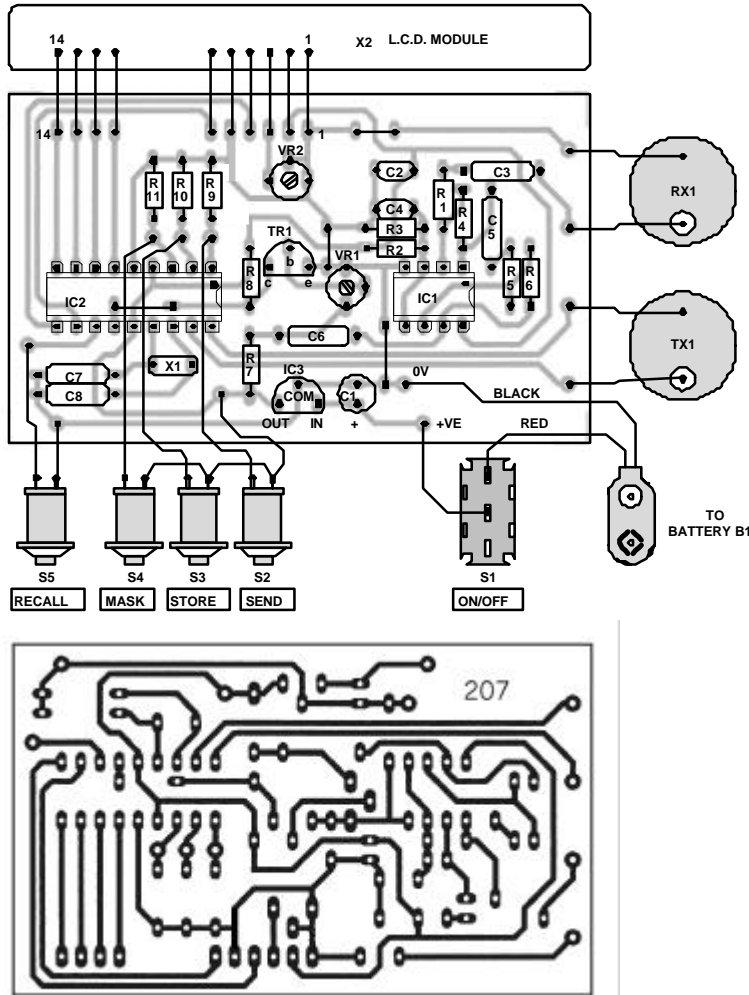 14 X2 L.C.D. MODULE 1
14 1
VR2
R11 R10 R9
C2 C3
R1 R4 C5
C4
R3
R2
RX1
TR1
b
c e
VR1
R8
IC2
IC1
R5 R6
C6
TX1
R7
X1
IC3
C7
C8
COM
C1
0V
BLACK
OUT IN + +VE RED
TO
BATTERY B1
S5 S4 S3 S2 S1
RECALL MASK STORE SEND ON/OFF
207